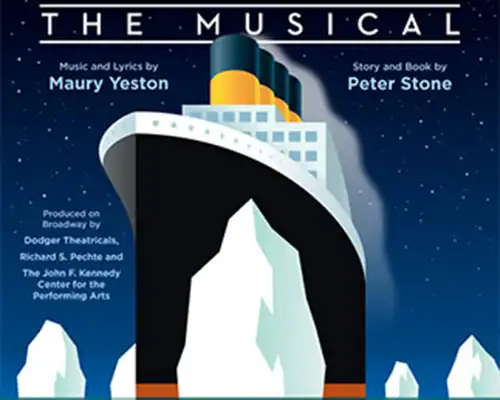 THE MUSICAL
Music and Lyrics by
Maury Yeston
Story and Book by
Peter Stone
Produced on
Broadway by
Dodger Theatricals,
Richard S. Pechte and
The John F. Kennedy
Center for the
Performing Arts